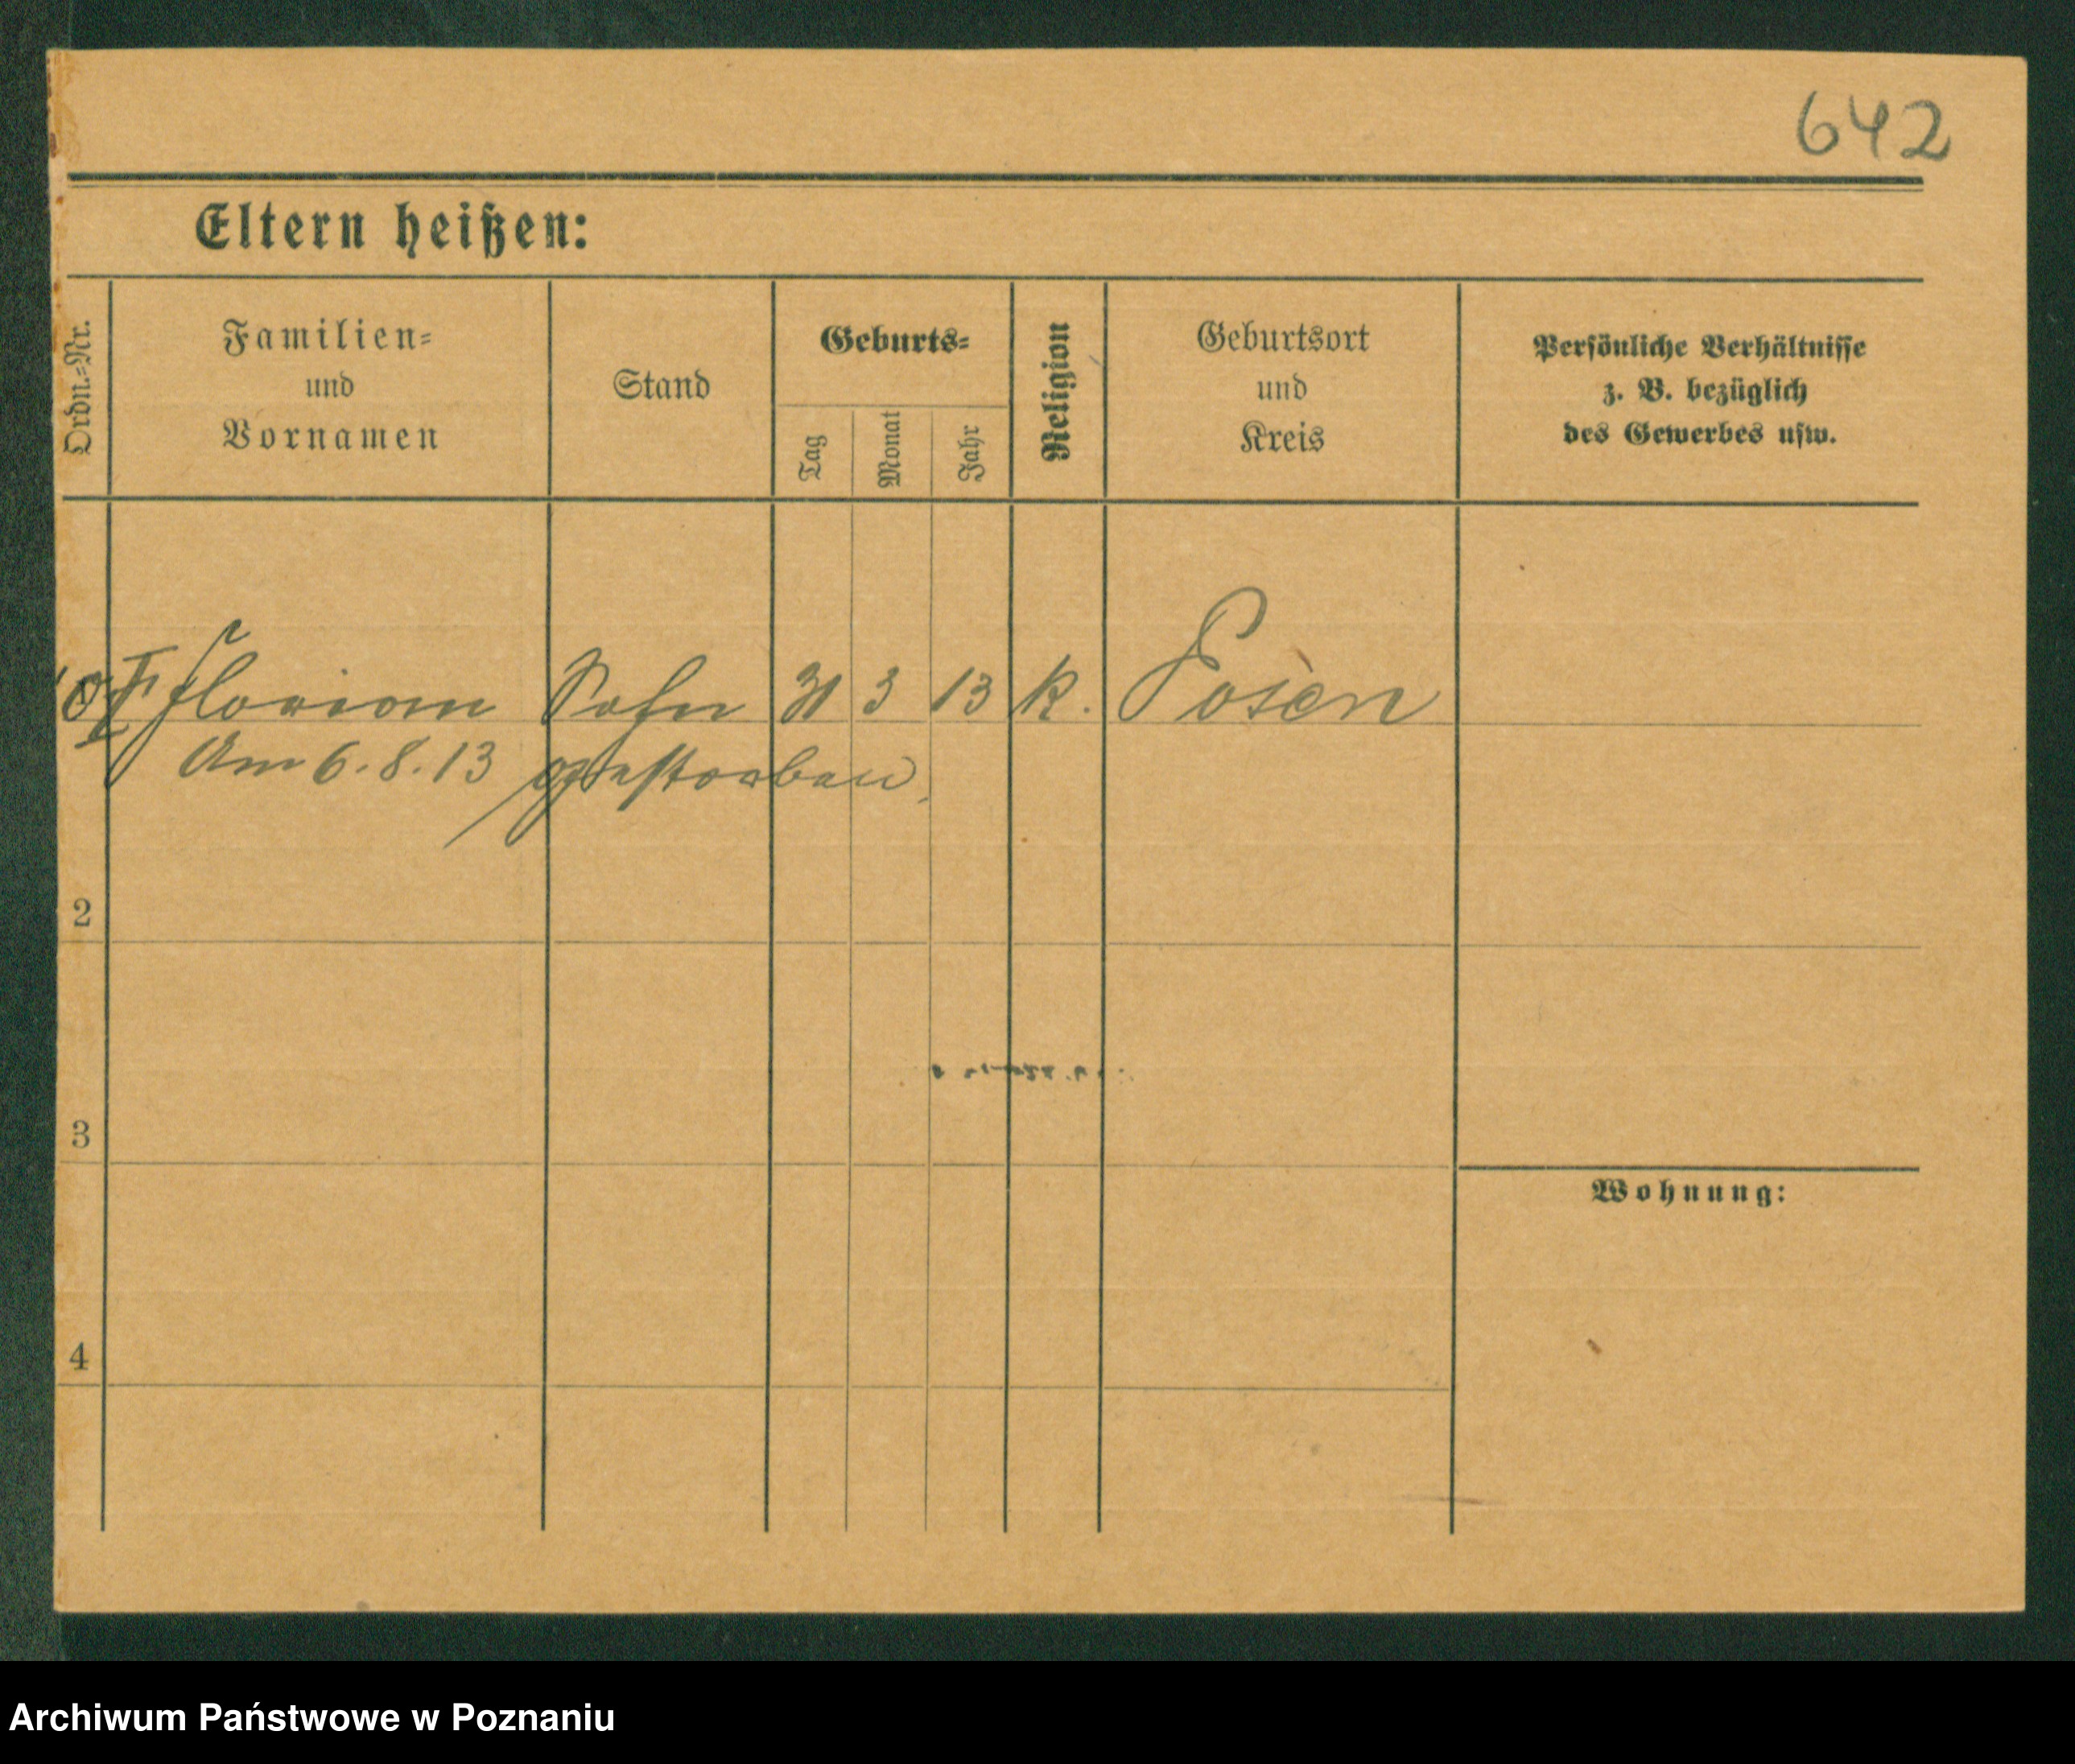 642
Eltern heißen:
Ordn.-Nr.
Familien-
und
Vornamen
Stand
Geburts-
Tag
Monat
Jahr
Religion
Geburtsort
und
Kreis
Persönliche Verhältnisse
z. B. bezüglich
des Gewerbes usw.
Florian Sohn 31 3 13 k. Posen
Am 6.8.13 gestorben.
2
3
4
Wohnung:
Archiwum Państwowe w Poznaniu